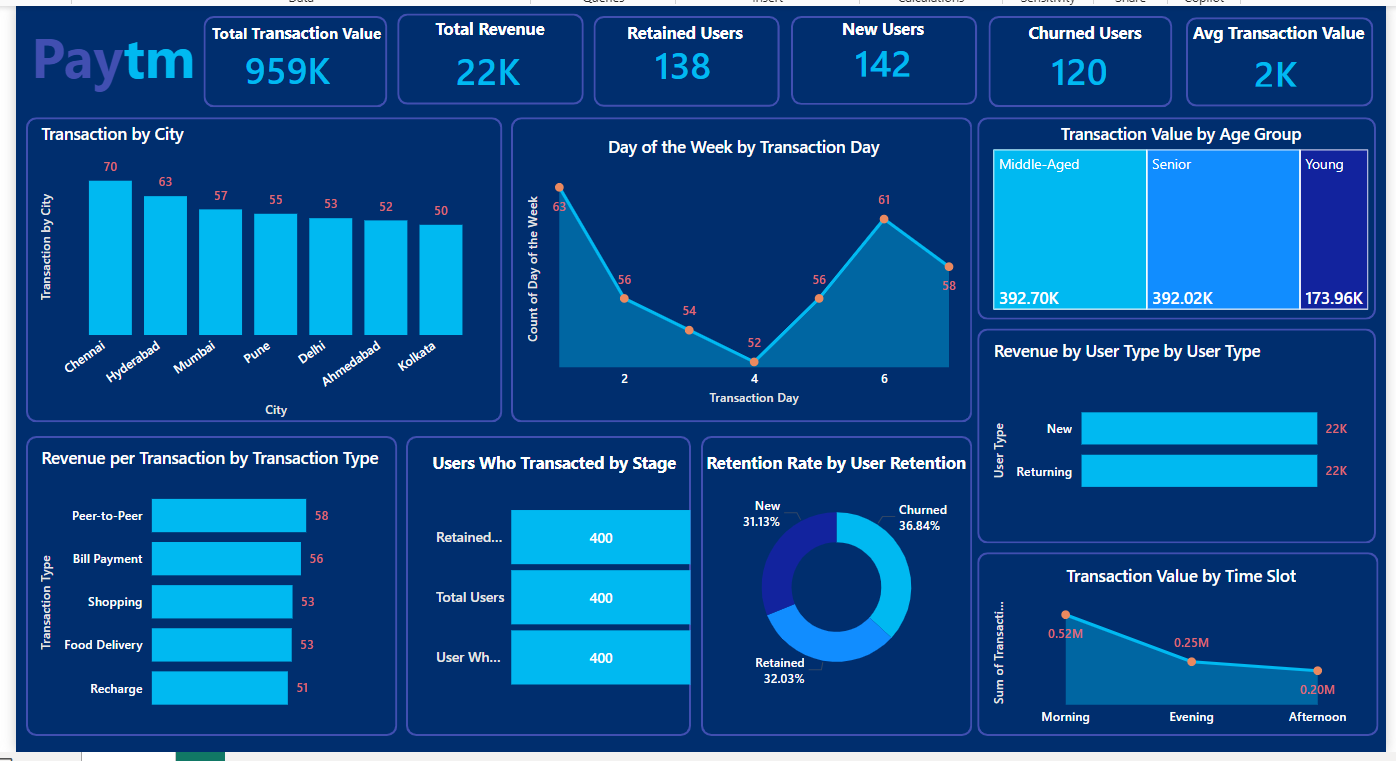 Paytm
Total Transaction Value
959K
Total Revenue
22K
Retained Users
138
New Users
142
Churned Users
120
Avg Transaction Value
2K
Transaction by City
Transaction by City
70
63
57
55
53
52
50
Chennai
Hyderabad
Mumbai
Pune
Delhi
Ahmedabad
Kolkata
City
Day of the Week by Transaction Day
Count of Day of the Week
63
56
54
52
56
61
58
2
4
6
Transaction Day
Transaction Value by Age Group
Middle-Aged
392.70K
Senior
392.02K
Young
173.96K
Revenue by User Type by User Type
User Type
New
22K
Returning
22K
Revenue per Transaction by Transaction Type
Transaction Type
Peer-to-Peer
58
Bill Payment
56
Shopping
53
Food Delivery
53
Recharge
51
Users Who Transacted by Stage
Retained...
400
Total Users
400
User Wh...
400
Retention Rate by User Retention
New
31.13%
Churned
36.84%
Retained
32.03%
Transaction Value by Time Slot
Sum of Transacti...
0.52M
0.25M
0.20M
Morning
Evening
Afternoon